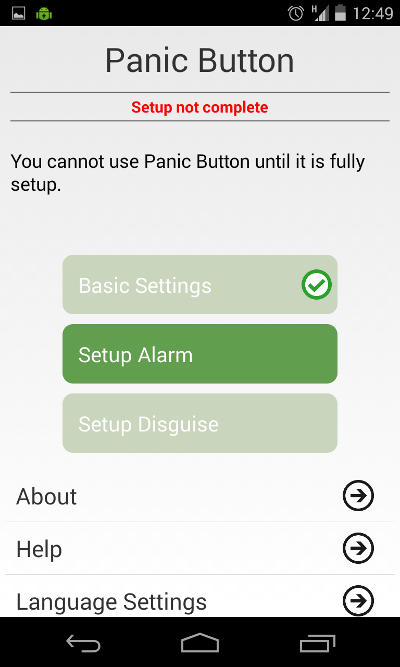 H
12:49
Panic Button
Setup not complete
You cannot use Panic Button until it is fully
setup.
Basic Settings
Setup Alarm
Setup Disguise
About
Help
Language Settings